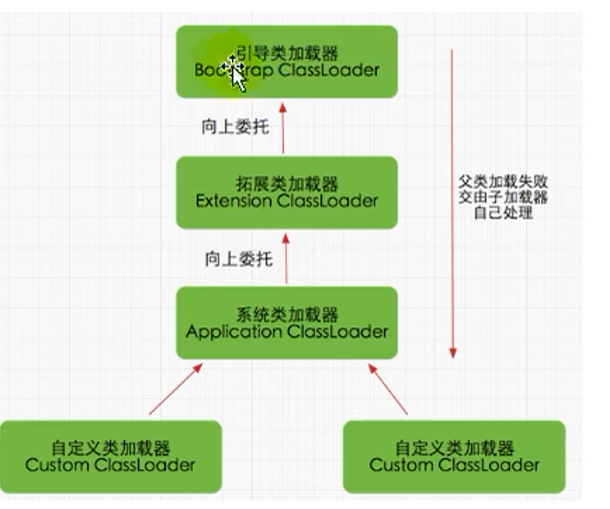 引导类加载器
Bootstrap ClassLoader
向上委托
拓展类加载器
Extension ClassLoader
父类加载失败
交由子加载器
自己处理
向上委托
系统类加载器
Application ClassLoader
自定义类加载器
Custom ClassLoader
自定义类加载器
Custom ClassLoader